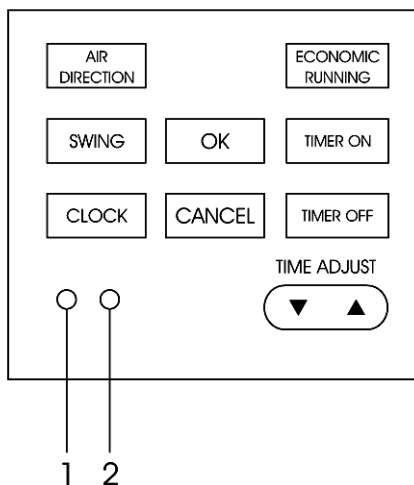 AIR
DIRECTION
ECONOMIC
RUNNING
SWING
OK
TIMER ON
CLOCK
CANCEL
TIMER OFF
TIME ADJUST
▼ ▲
1 2